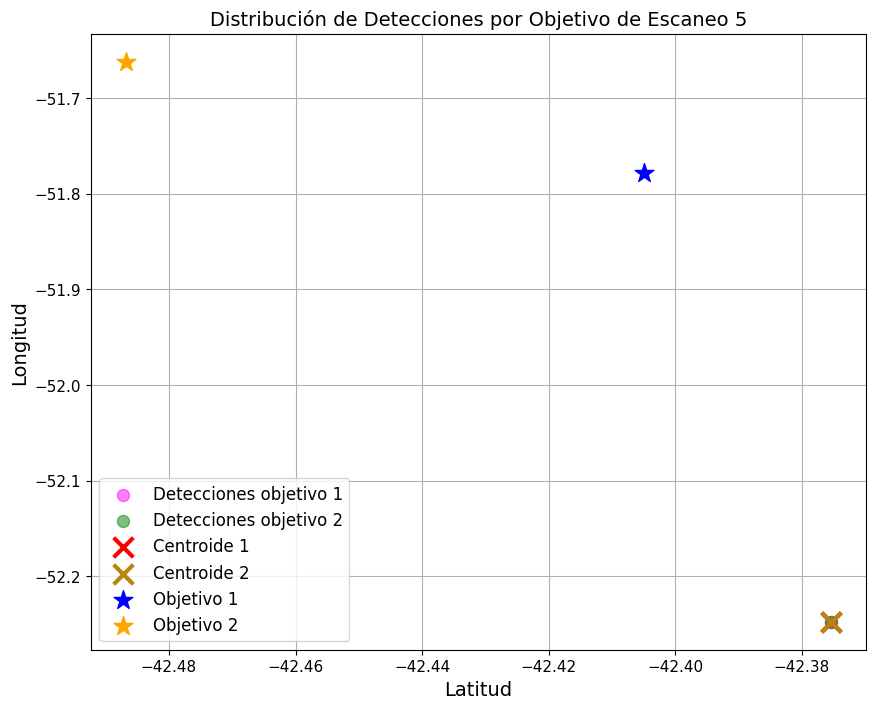 Distribución de Detecciones por Objetivo de Escaneo 5
−51.7
−51.8
−51.9
−52.0
−52.1
−52.2
Longitud
Detecciones objetivo 1
Detecciones objetivo 2
Centroide 1
Centroide 2
Objetivo 1
Objetivo 2
−42.48 −42.46 −42.44 −42.42 −42.40 −42.38
Latitud